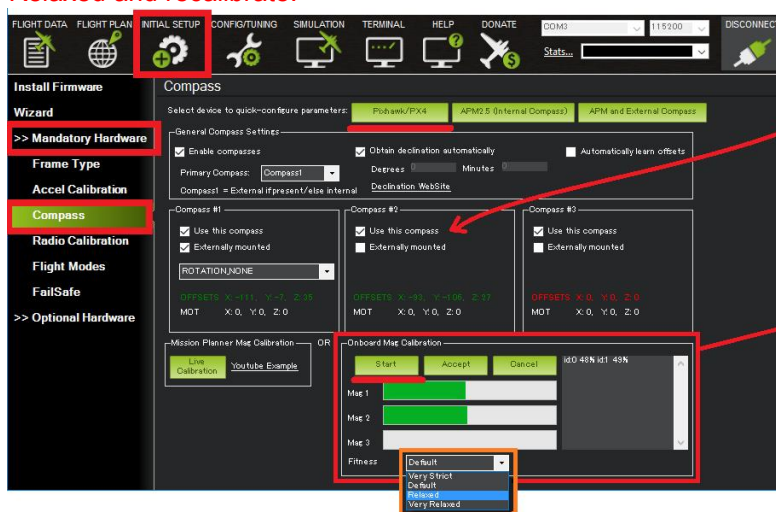 Relaxed and recalibrate.
FLIGHT DATA FLIGHT PLAN INITIAL SETUP CONFIG/TUNING SIMULATION TERMINAL HELP DONATE COM3 115200 DISCONNECT
Stats...
Install Firmware
Wizard
>> Mandatory Hardware
Frame Type
Accel Calibration
Compass
Radio Calibration
Flight Modes
FailSafe
>> Optional Hardware
Compass
Select device to quick-configure parameters: Pixhawk/PX4 APM2.5 (Internal Compass) APM and External Compass
General Compass Settings
Enable compasses Obtain declination automatically Automatically learn offsets
Primary Compass: Compass1 Degrees 0 Minutes 0
Compass1 = External if present/else internal Declination WebSite
Compass #1 Compass #2 Compass #3
Use this compass Use this compass Use this compass
Externally mounted Externally mounted Externally mounted
ROTATION_NONE
OFFSETS X: -111, Y: -7, Z: 35 OFFSETS X: -93, Y: -106, Z: 37 OFFSETS X: 0, Y: 0, Z: 0
MOT X: 0, Y: 0, Z: 0 MOT X: 0, Y: 0, Z: 0 MOT X: 0, Y: 0, Z: 0
Mission Planner Mag Calibration OR Onboard Mag Calibration
Live Calibration Youtube Example Start Accept Cancel id:0 48% id:1 49%
Mag 1
Mag 2
Mag 3
Fitness Default
Very Strict
Default
Relaxed
Very Relaxed